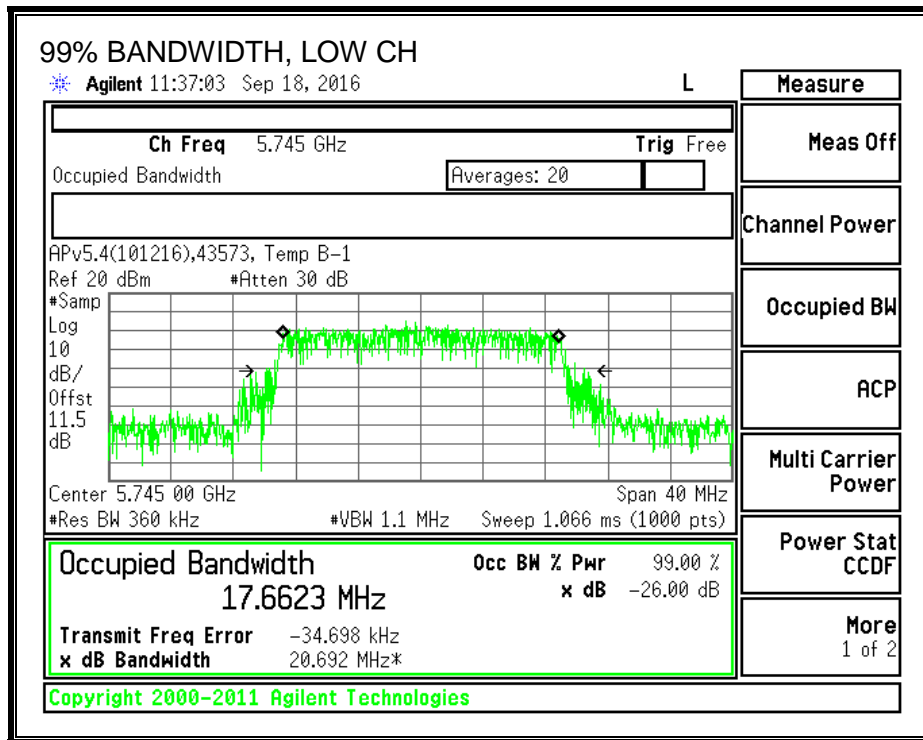 99% BANDWIDTH, LOW CH
Agilent 11:37:03 Sep 18, 2016 L
Ch Freq 5.745 GHz Trig Free
Occupied Bandwidth Averages: 20
APv5.4(101216),43573, Temp B-1
Ref 20 dBm #Atten 30 dB
#Samp
Log
10
dB/
Offst
11.5
dB
Center 5.745 00 GHz Span 40 MHz
#Res BW 360 kHz #VBW 1.1 MHz Sweep 1.066 ms (1000 pts)
Occupied Bandwidth Occ BW % Pwr 99.00 %
17.6623 MHz x dB -26.00 dB
Transmit Freq Error -34.698 kHz
x dB Bandwidth 20.692 MHz*
Copyright 2000-2011 Agilent Technologies
Measure
Meas Off
Channel Power
Occupied BW
ACP
Multi Carrier
Power
Power Stat
CCDF
More
1 of 2